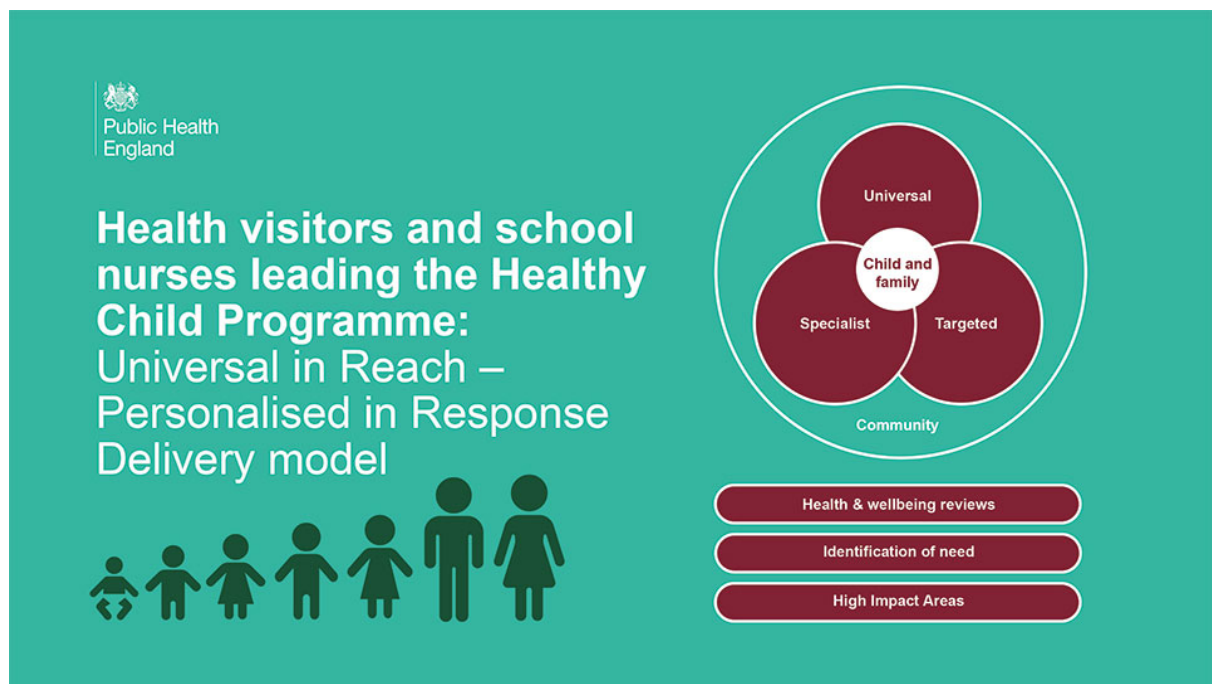 Public Health
England
Health visitors and school
nurses leading the Healthy
Child Programme:
Universal in Reach –
Personalised in Response
Delivery model
Universal
Child and
family
Specialist
Targeted
Community
Health & wellbeing reviews
Identification of need
High Impact Areas